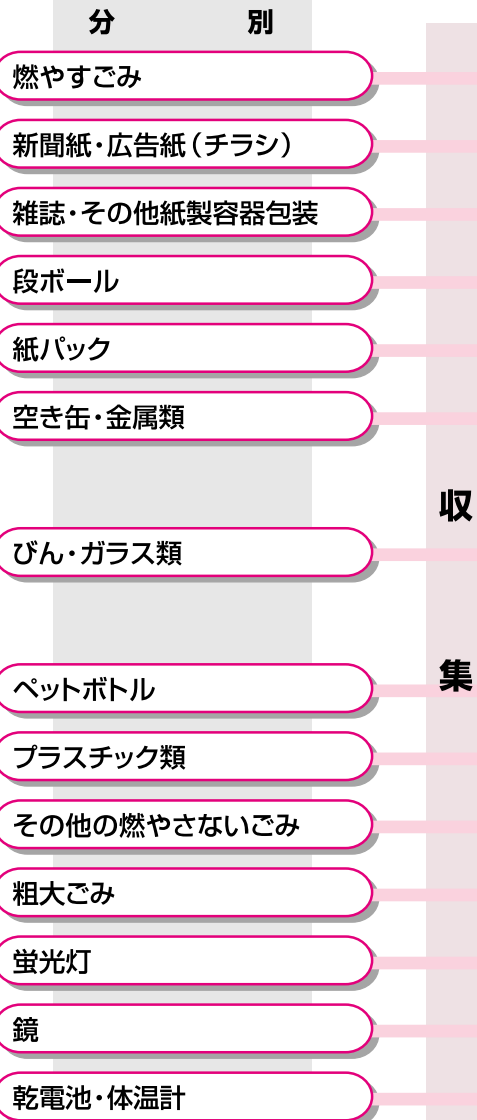 分別
燃やすごみ
新聞紙・広告紙（チラシ）
雑誌・その他紙製容器包装
段ボール
紙パック
空き缶・金属類
びん・ガラス類
ペットボトル
プラスチック類
その他の燃やさないごみ
粗大ごみ
蛍光灯
鏡
乾電池・体温計
収集